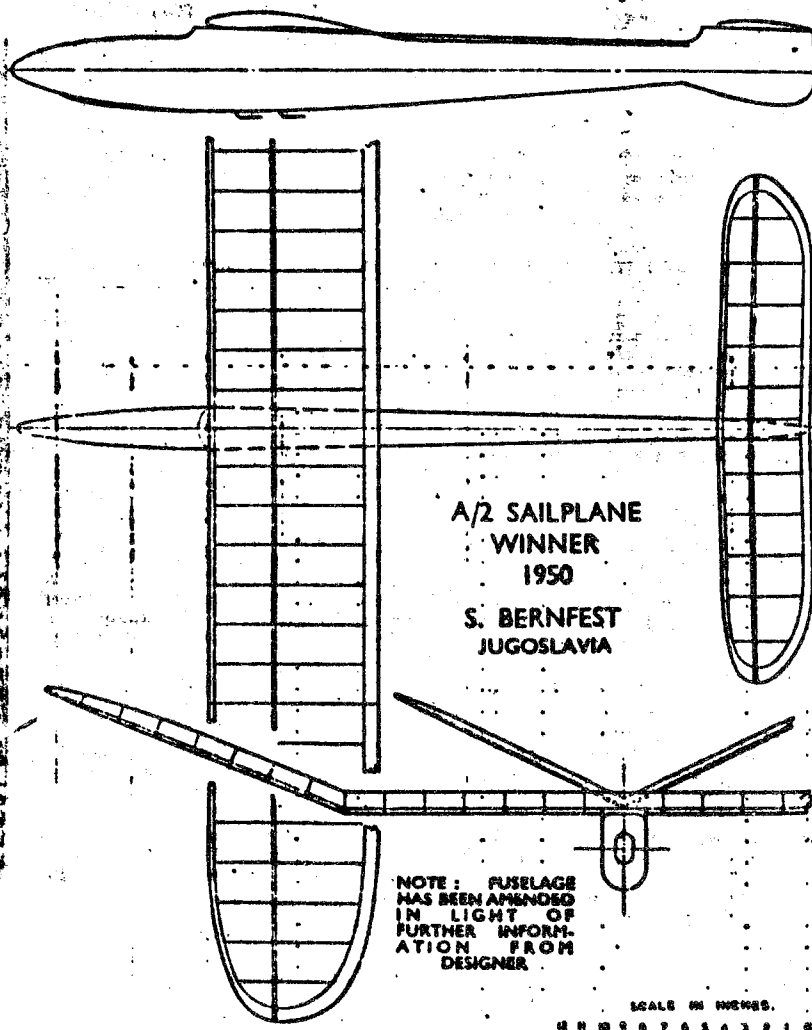 A/2 SAILPLANE
WINNER
1950
S. BERNFEST
JUGOSLAVIA
NOTE : FUSELAGE
HAS BEEN AMENDED
IN LIGHT OF
FURTHER INFORM-
ATION FROM
DESIGNER
SCALE IN INCHES.